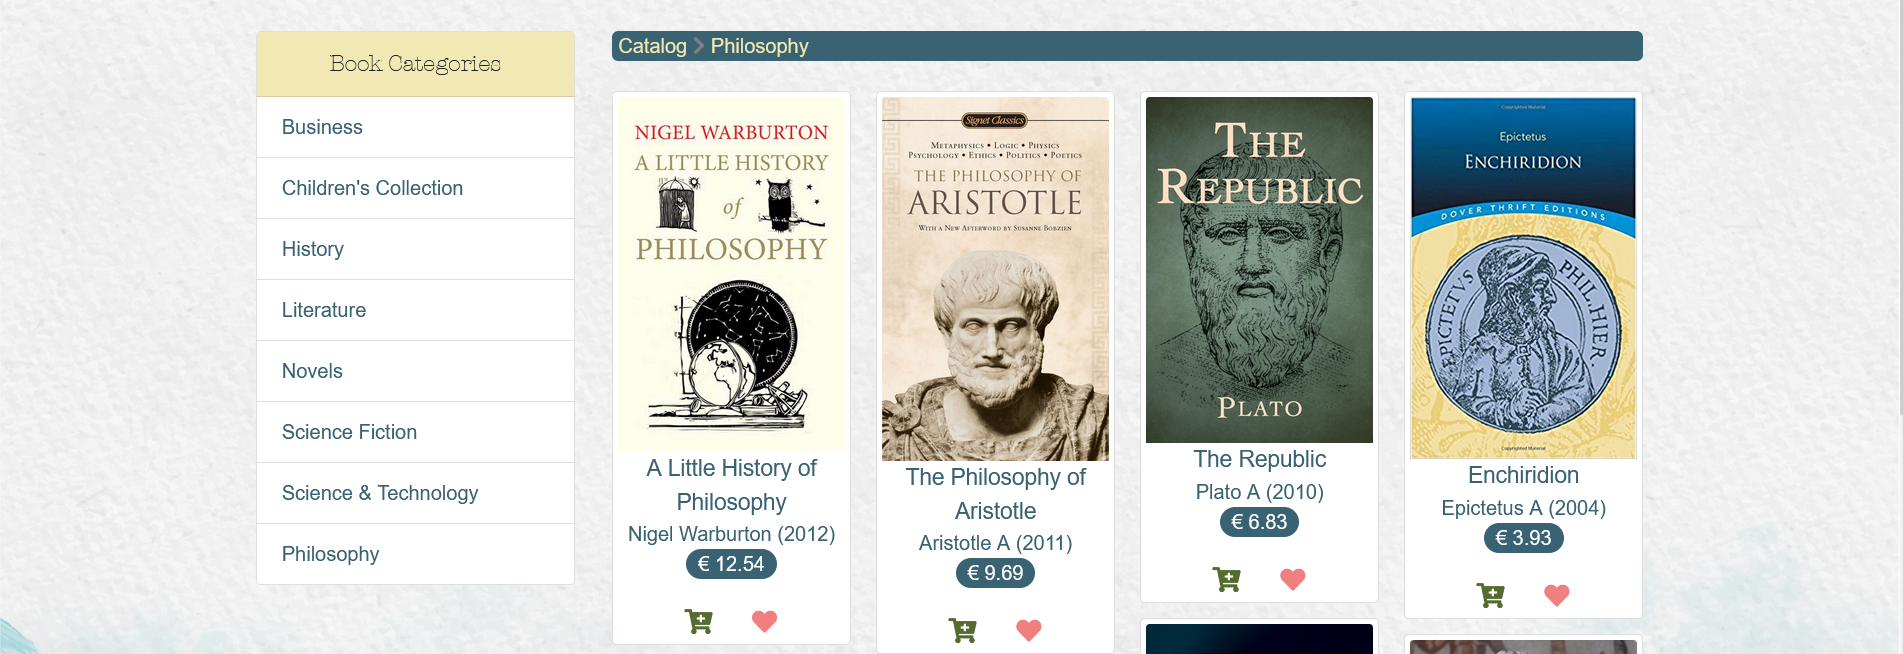 Book Categories
Business
Children's Collection
History
Literature
Novels
Science Fiction
Science & Technology
Philosophy
Catalog > Philosophy
NIGEL WARBURTON
A LITTLE HISTORY
of
PHILOSOPHY
A Little History of
Philosophy
Nigel Warburton (2012)
€ 12.54
Signet Classics
METAPHYSICS • LOGIC • PHYSICS
PSYCHOLOGY • ETHICS • POLITICS • POETICS
THE PHILOSOPHY OF
ARISTOTLE
WITH A NEW AFTERWORD BY SUSANNE BOBZIEN
The Philosophy of
Aristotle
Aristotle A (2011)
€ 9.69
THE
REPUBLIC
PLATO
The Republic
Plato A (2010)
€ 6.83
Copyrighted Material
Epictetus
ENCHIRIDION
DOVER THRIFT EDITIONS
EPICTETVS PHIL.HIER
Copyrighted Material
Enchiridion
Epictetus A (2004)
€ 3.93